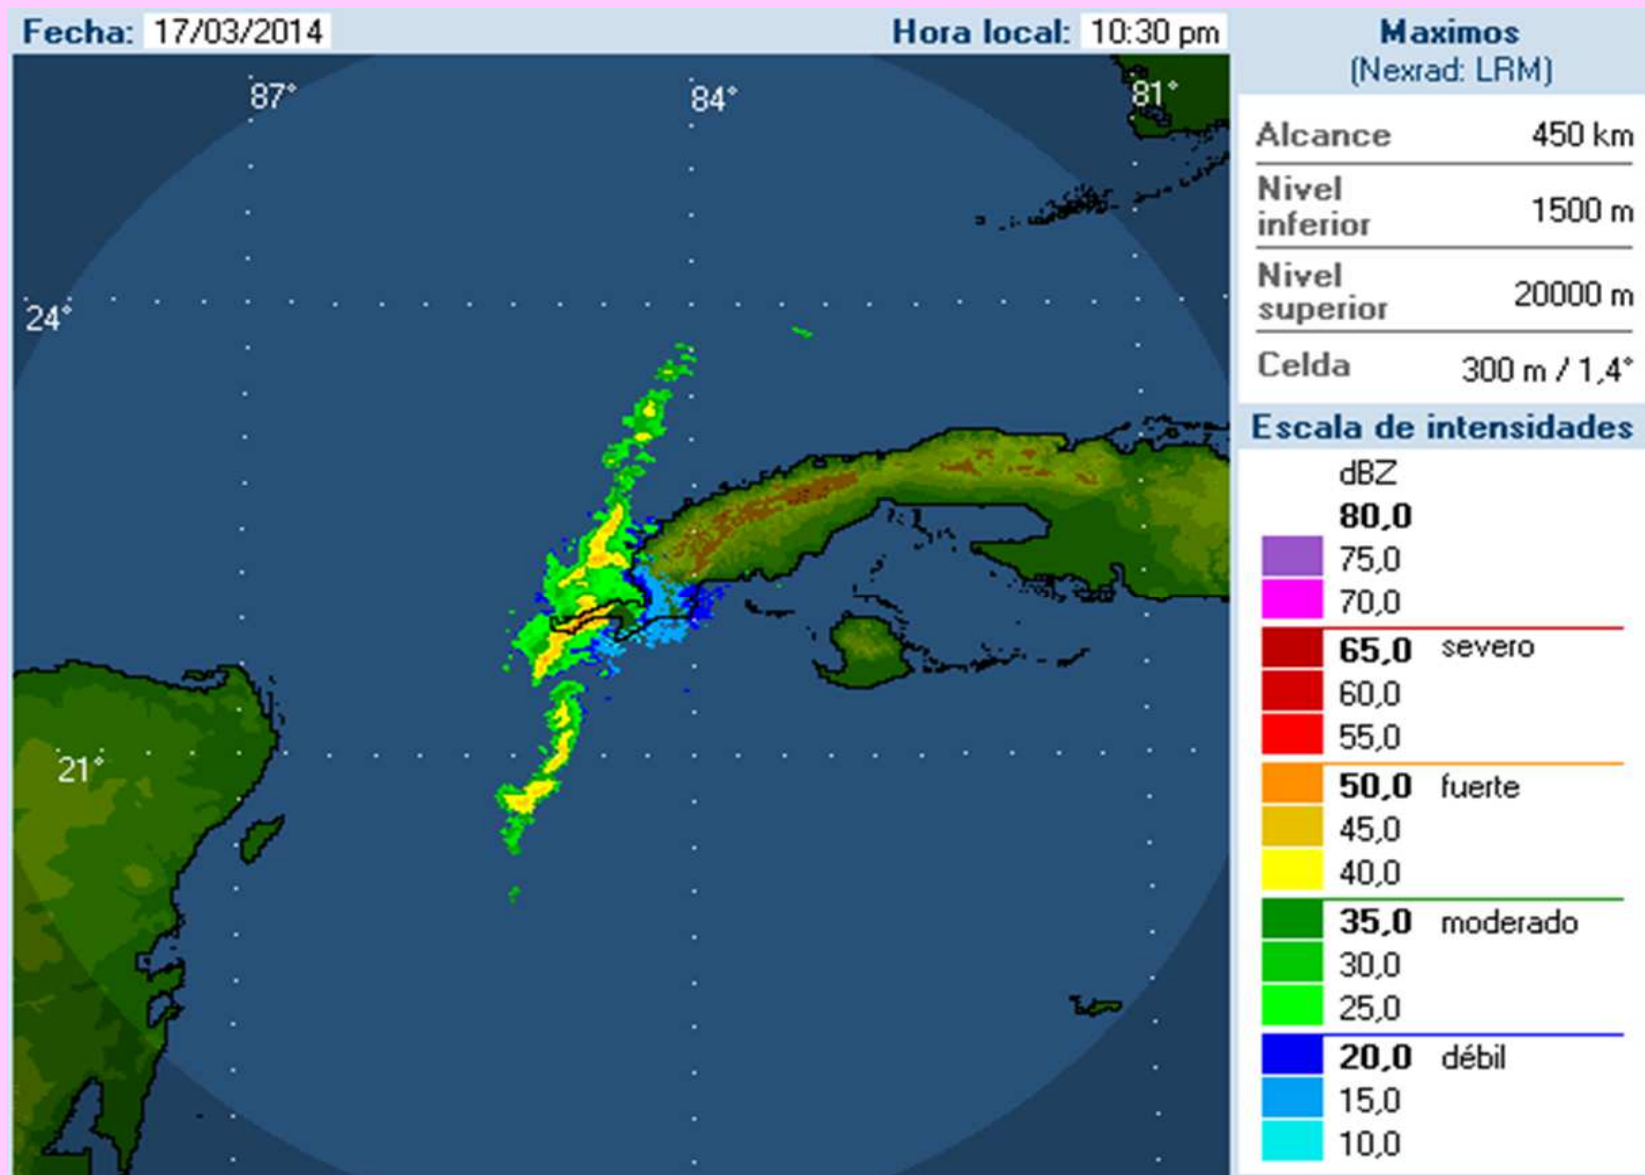 Fecha: 17/03/2014
Hora local: 10:30 pm
87°
84°
81°
24°
21°
Maximos
(Nexrad: LRM)
Alcance 450 km
Nivel
inferior 1500 m
Nivel
superior 20000 m
Celda 300 m / 1,4°
Escala de intensidades
dBZ
80,0
75,0
70,0
65,0 severo
60,0
55,0
50,0 fuerte
45,0
40,0
35,0 moderado
30,0
25,0
20,0 débil
15,0
10,0